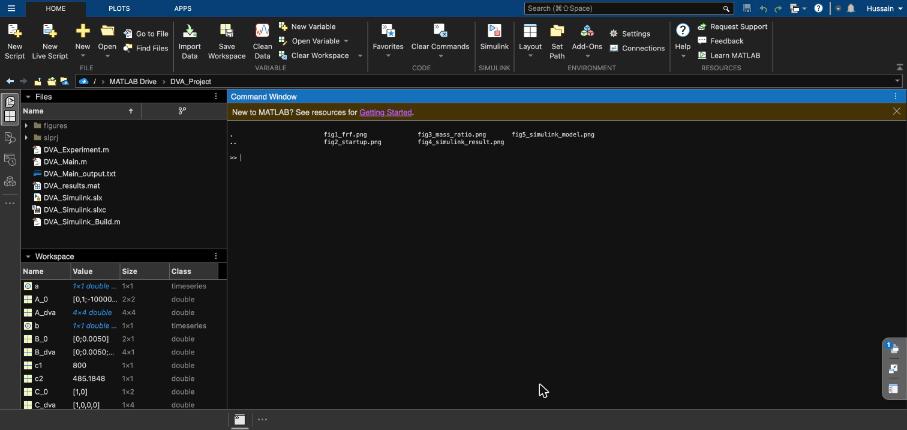 HOME PLOTS APPS Search (⌘⇧Space) Hussain
New Script New Live Script New Open Go to File Find Files Import Data Save Workspace Clean Data New Variable Open Variable Clear Workspace Favorites Clear Commands Simulink Layout Set Path Add-Ons Settings Connections Help Request Support Feedback Learn MATLAB
FILE VARIABLE CODE SIMULINK ENVIRONMENT RESOURCES
/ › MATLAB Drive › DVA_Project
Files
Name
figures
slprj
DVA_Experiment.m
DVA_Main.m
DVA_Main_output.txt
DVA_results.mat
DVA_Simulink.slx
DVA_Simulink.slxc
DVA_Simulink_Build.m
Workspace
Name Value Size Class
a 1×1 double ... 1×1 timeseries
A_0 [0,1;-10000... 2×2 double
A_dva 4×4 double 4×4 double
b 1×1 double ... 1×1 timeseries
B_0 [0;0.0050] 2×1 double
B_dva [0;0.0050;... 4×1 double
c1 800 1×1 double
c2 485.1848 1×1 double
C_0 [1,0] 1×2 double
C_dva [1,0,0,0] 1×4 double
Command Window
New to MATLAB? See resources for Getting Started.
. fig1_frf.png fig3_mass_ratio.png fig5_simulink_model.png
.. fig2_startup.png fig4_simulink_result.png
>>
1